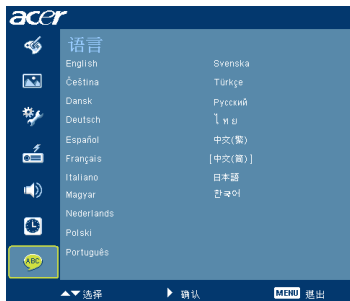 acer
语言
English
Čeština
Dansk
Deutsch
Español
Français
Italiano
Magyar
Nederlands
Polski
Português
Svenska
Türkçe
Русский
ไทย
中文(繁)
[中文(简)]
日本語
한국어
ABC
▲▼选择
▶ 确认
MENU 退出